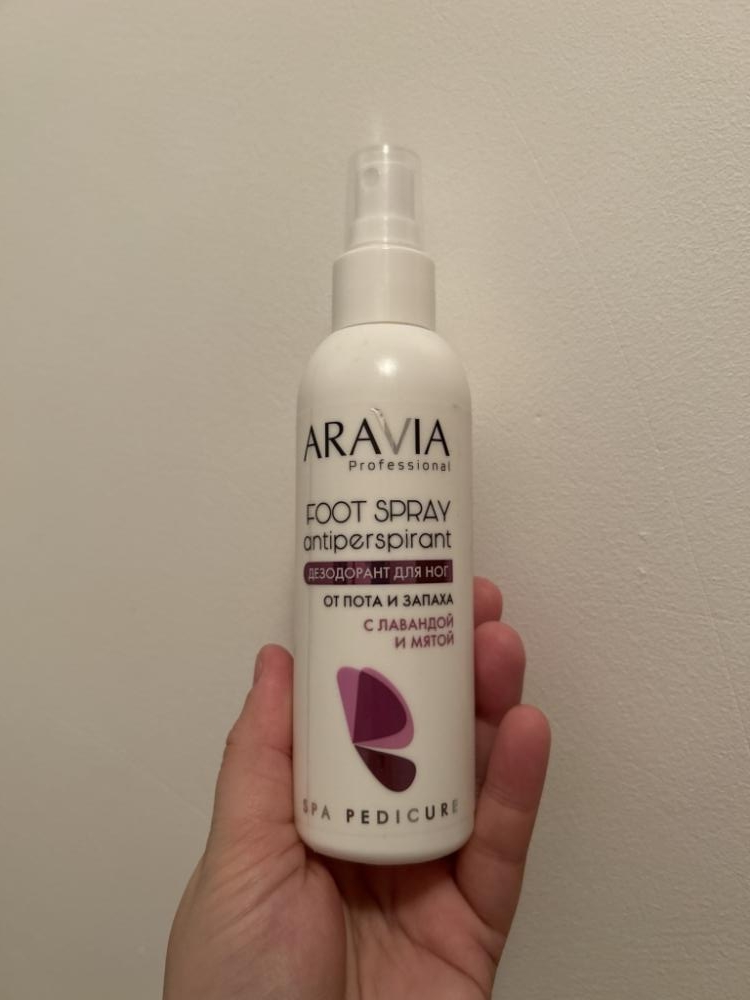 ARAVIA
Professional
FOOT SPRAY
antiperspirant
ДЕЗОДОРАНТ ДЛЯ НОГ
ОТ ПОТА И ЗАПАХА
С ЛАВАНДОЙ
И МЯТОЙ
SPA PEDICURE